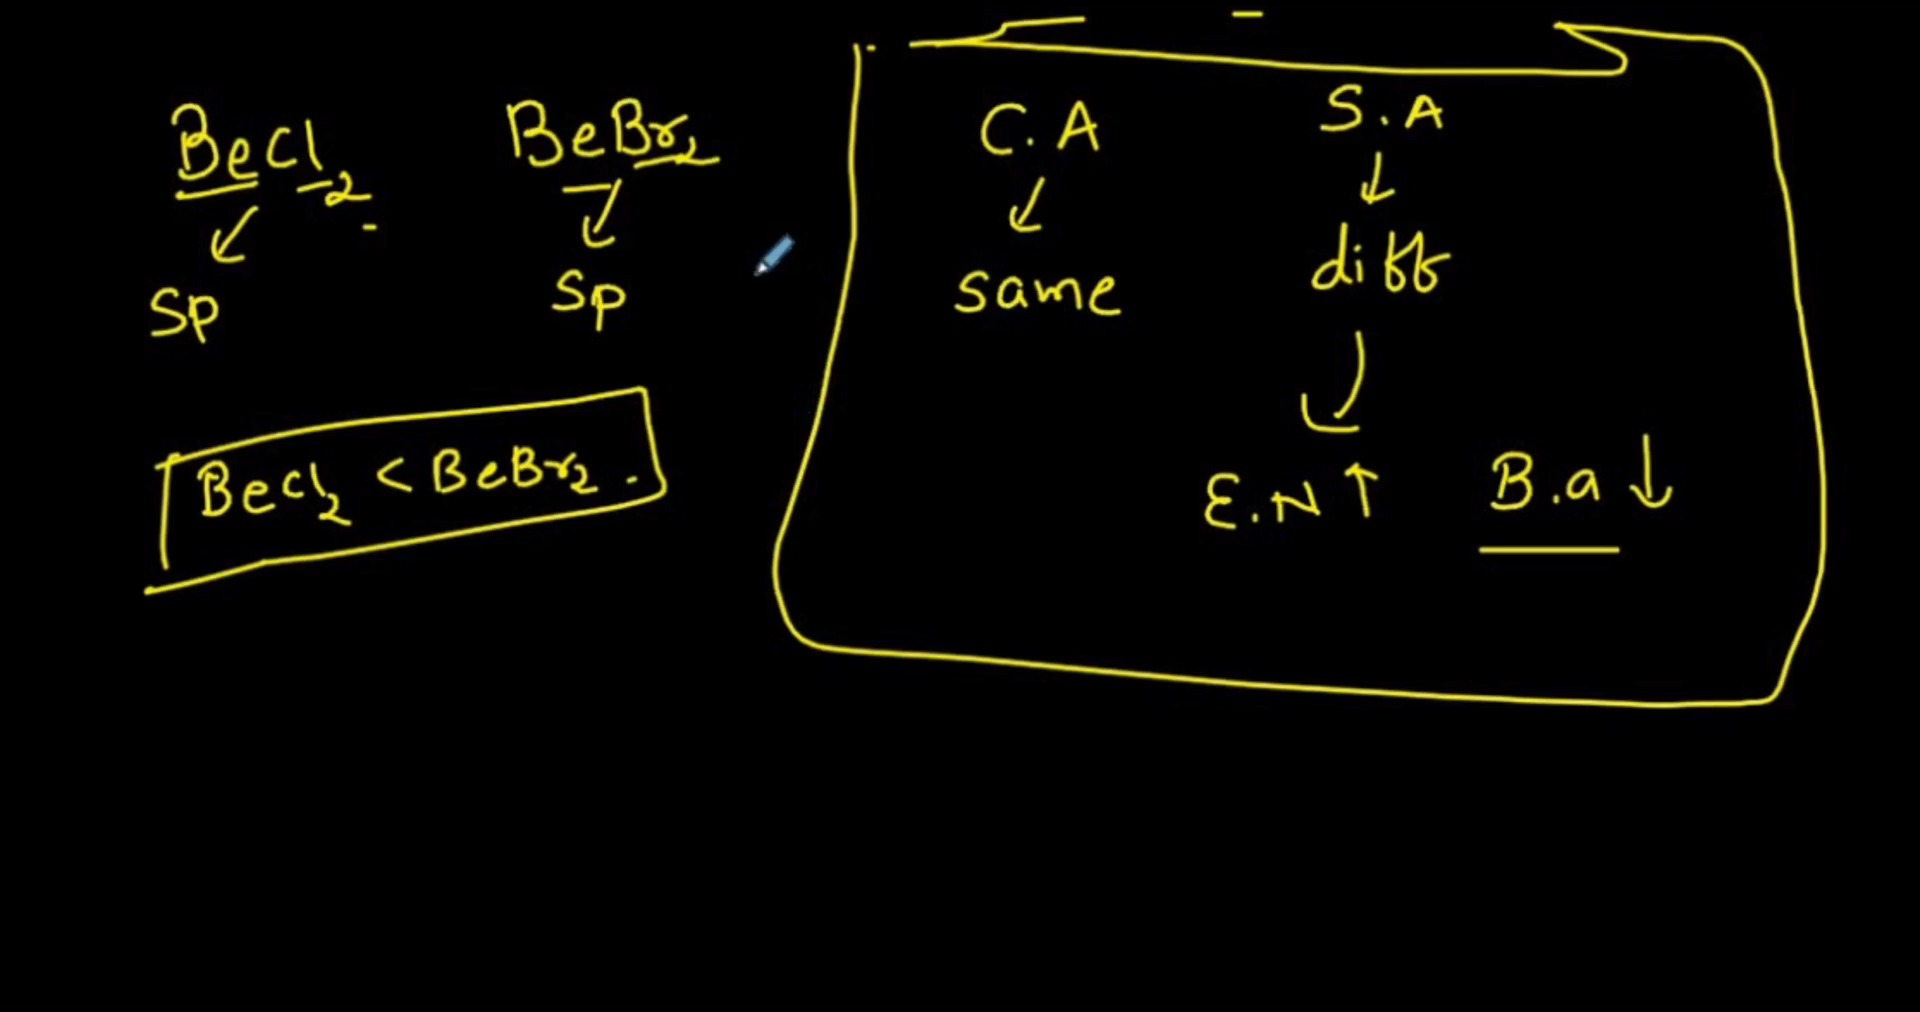 BeCl2 BeBr2
↙ ↙
Sp Sp
BeCl2 < BeBr2.
C.A S.A
↙ ↓
same diff
E.N ↑ B.a ↓